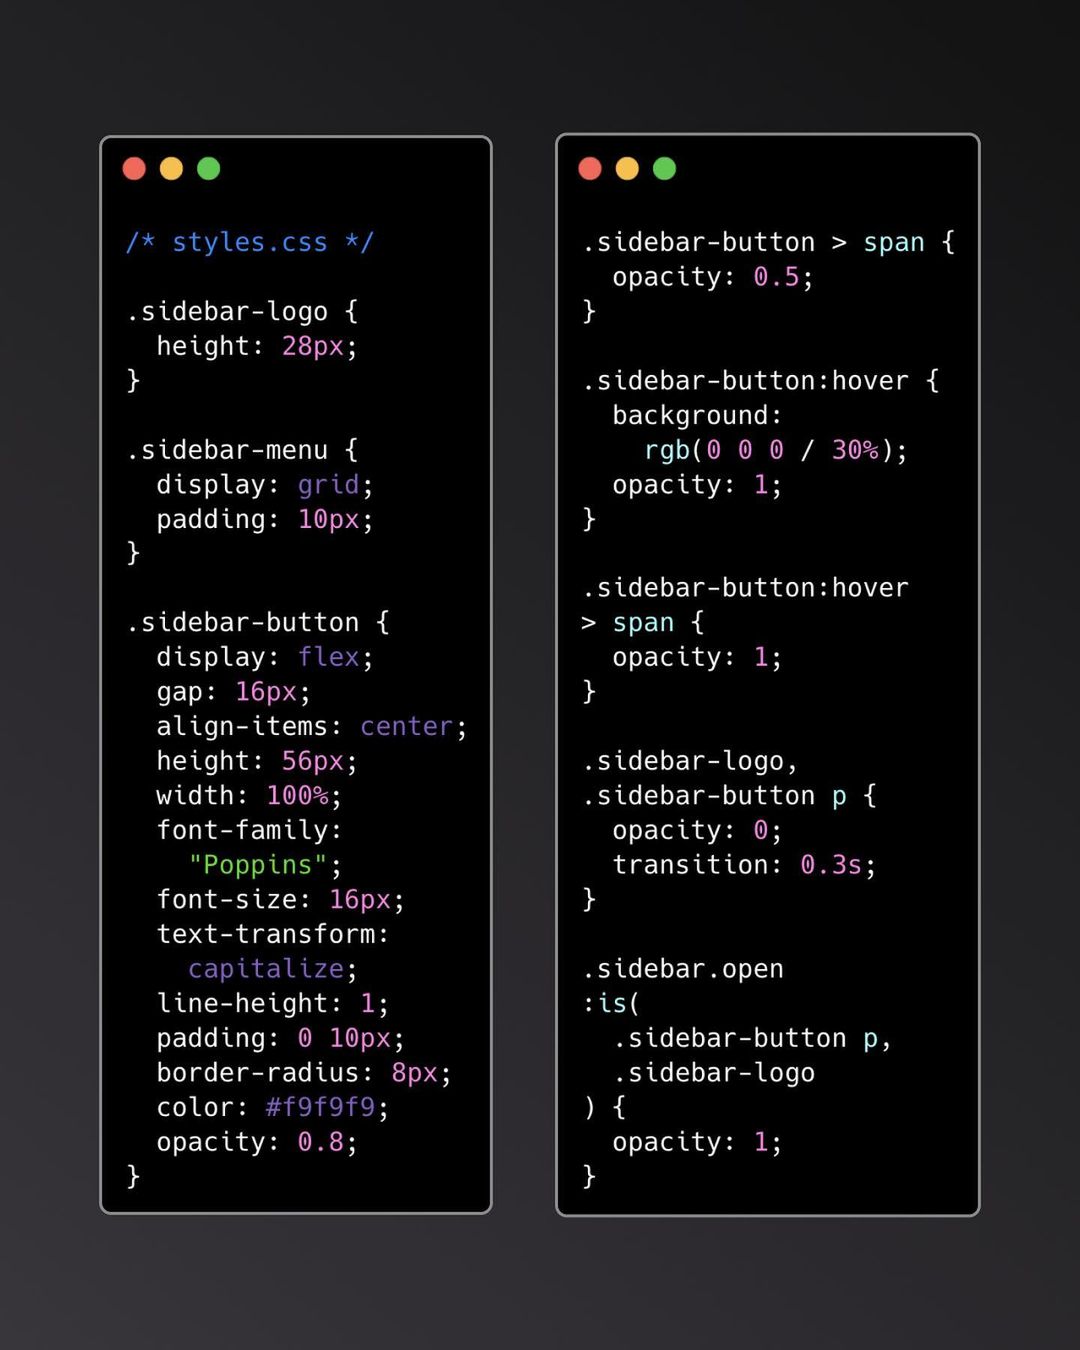 /* styles.css */

.sidebar-logo {
  height: 28px;
}

.sidebar-menu {
  display: grid;
  padding: 10px;
}

.sidebar-button {
  display: flex;
  gap: 16px;
  align-items: center;
  height: 56px;
  width: 100%;
  font-family:
    "Poppins";
  font-size: 16px;
  text-transform:
    capitalize;
  line-height: 1;
  padding: 0 10px;
  border-radius: 8px;
  color: #f9f9f9;
  opacity: 0.8;
}

.sidebar-button > span {
  opacity: 0.5;
}

.sidebar-button:hover {
  background:
    rgb(0 0 0 / 30%);
  opacity: 1;
}

.sidebar-button:hover
> span {
  opacity: 1;
}

.sidebar-logo,
.sidebar-button p {
  opacity: 0;
  transition: 0.3s;
}

.sidebar.open
:is(
  .sidebar-button p,
  .sidebar-logo
) {
  opacity: 1;
}